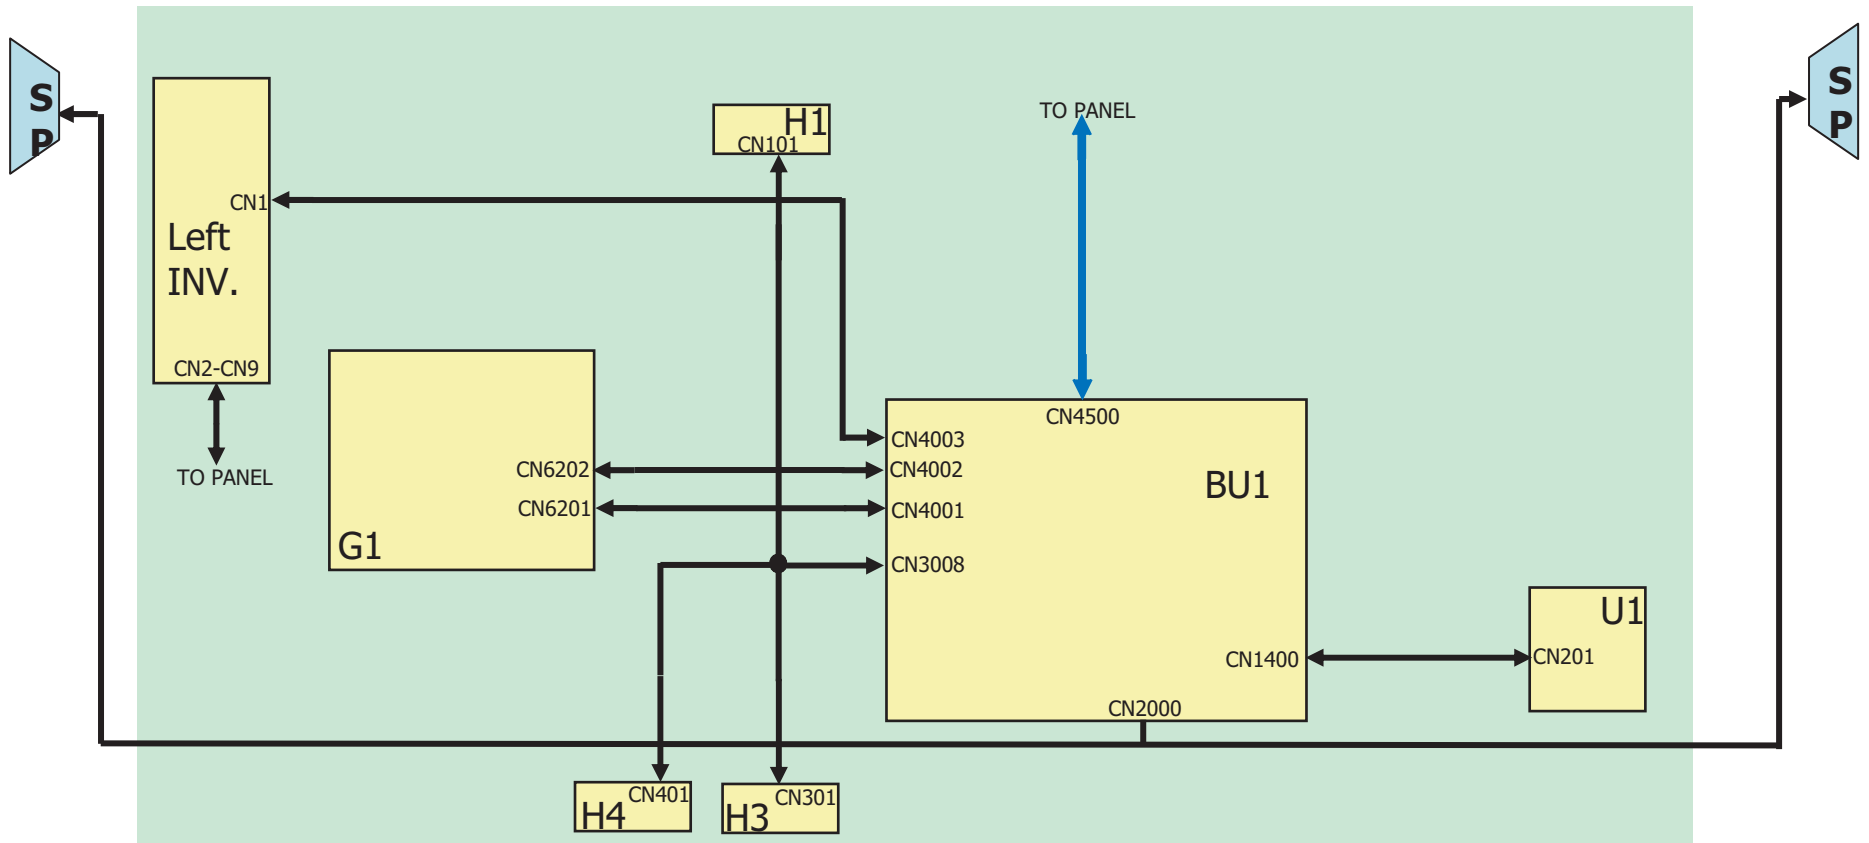 S
P
S
P
H1
CN101
TO PANEL
CN1
Left
INV.
CN2-CN9
TO PANEL
CN4500
CN4003
CN6202
CN4002
BU1
CN6201
CN4001
G1
CN3008
U1
CN1400
CN201
CN2000
CN401
H4
CN301
H3